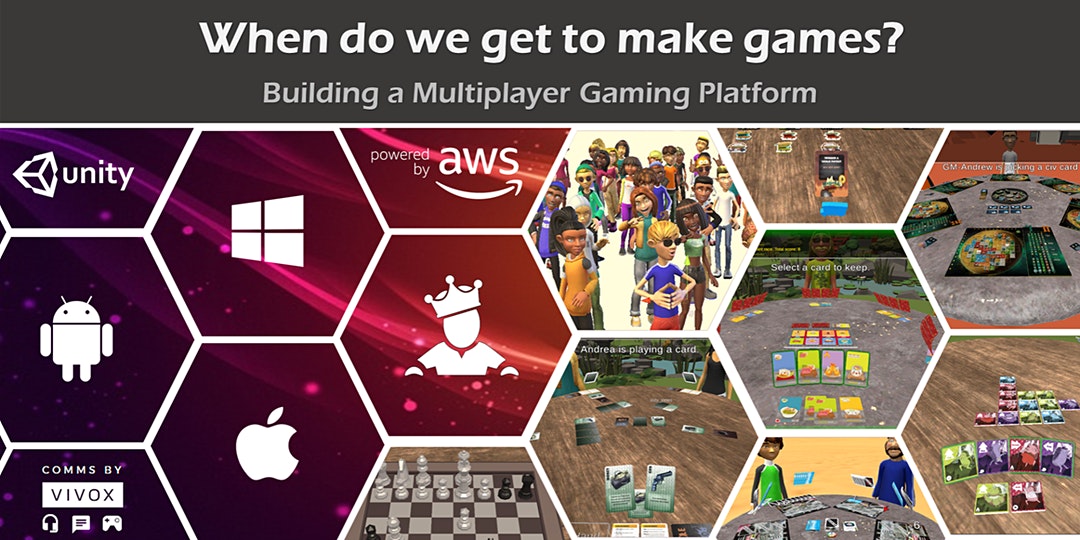 When do we get to make games?
Building a Multiplayer Gaming Platform
unity
powered
by
aws
GM-Andrew is picking a civ card
Select a card to keep.
Andrea is playing a card.
COMMS BY
VIVOX